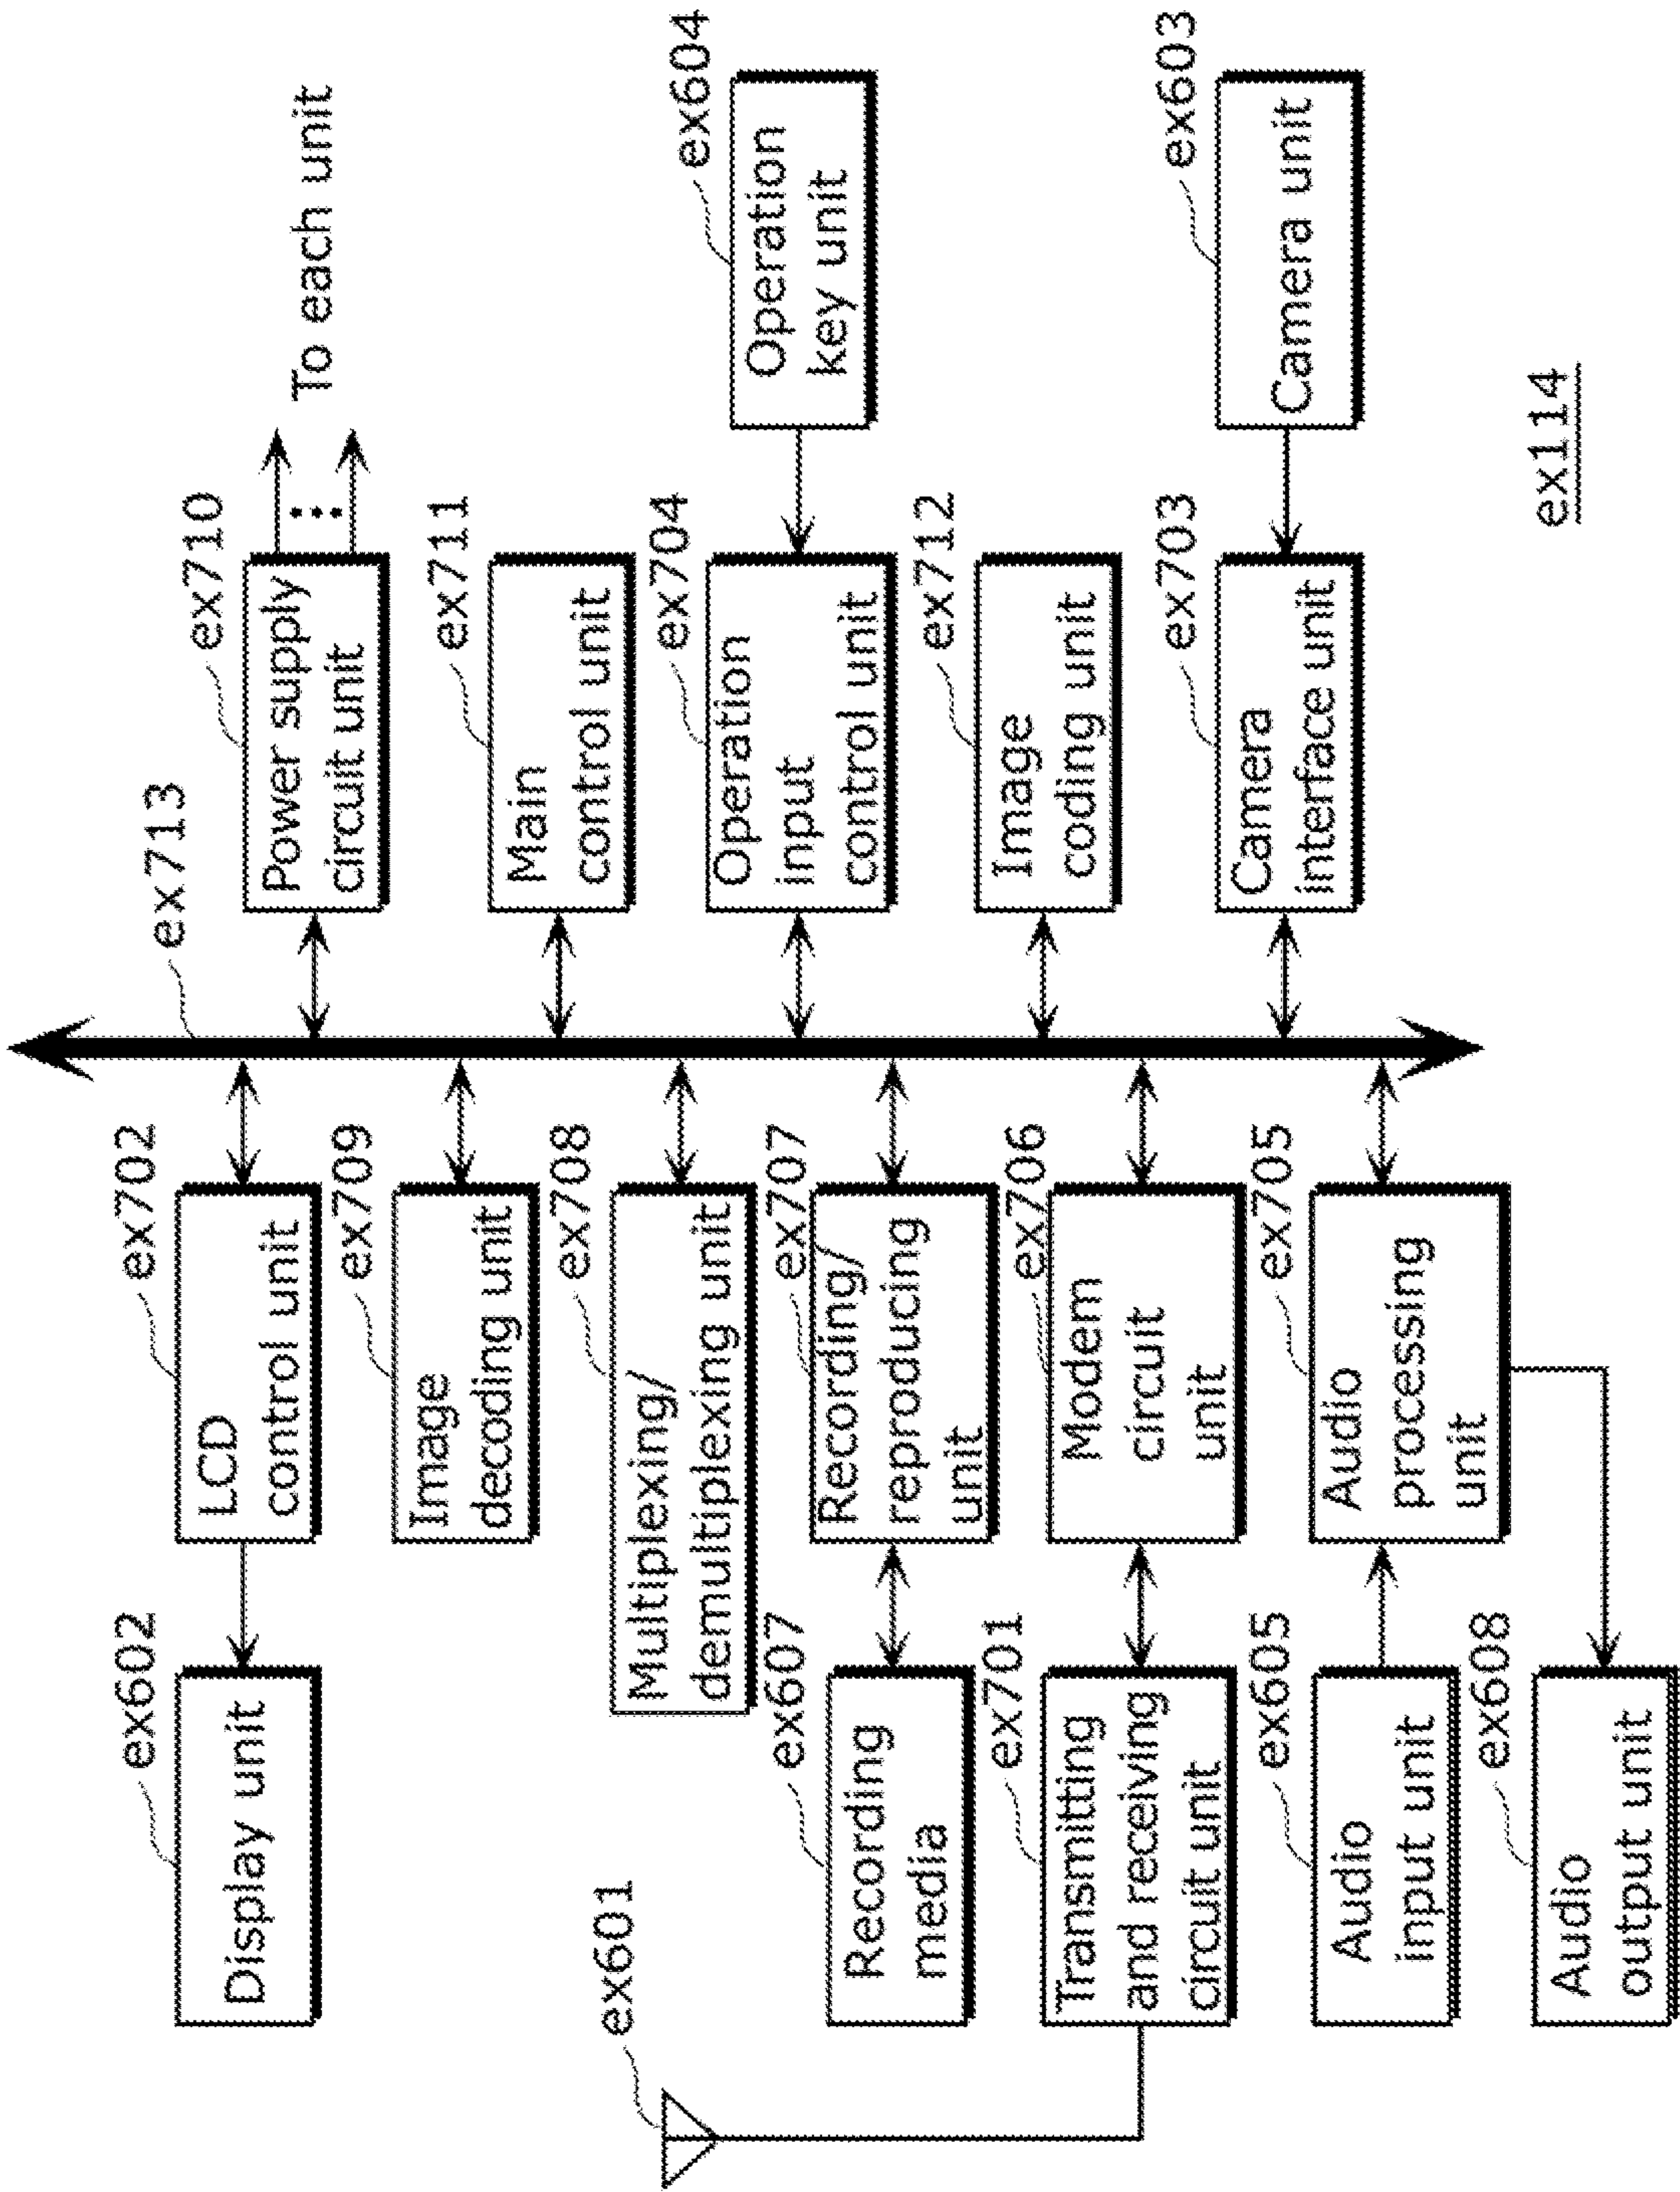 ex601
ex602
Display unit
ex702
LCD
control unit
ex709
Image
decoding unit
ex708
Multiplexing/
demultiplexing unit
ex607
Recording
media
ex707
Recording/
reproducing
unit
ex701
Transmitting
and receiving
circuit unit
ex706
Modem
circuit
unit
ex605
Audio
input unit
ex705
Audio
processing
unit
ex608
Audio
output unit
ex713
ex710
Power supply
circuit unit
To each unit
ex711
Main
control unit
ex704
Operation
input
control unit
ex604
Operation
key unit
ex712
Image
coding unit
ex703
Camera
interface unit
ex603
Camera unit
ex114